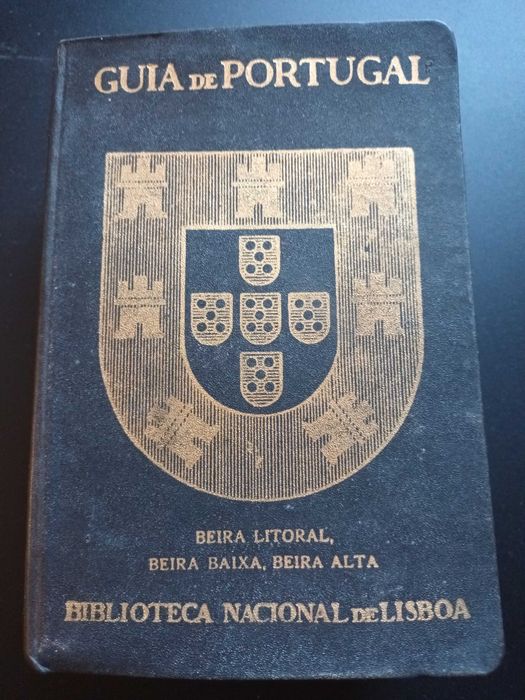 GUIA DE PORTUGAL
BEIRA LITORAL,
BEIRA BAIXA, BEIRA ALTA
BIBLIOTECA NACIONAL DE LISBOA